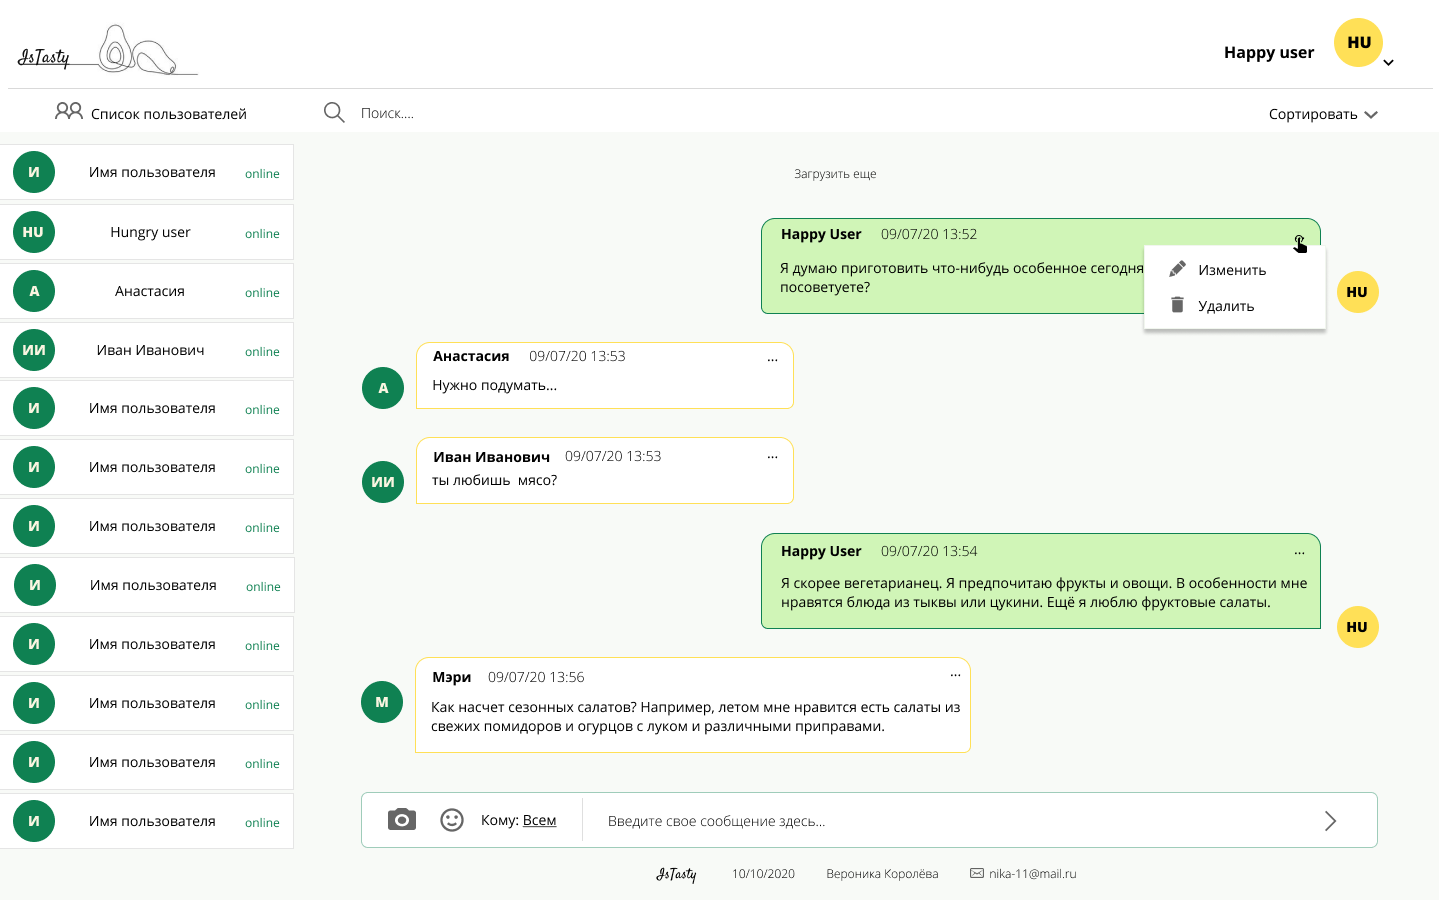 IsTasty
Happy user
HU
Список пользователей
Поиск....
Сортировать
И Имя пользователя online
HU Hungry user online
А Анастасия online
ИИ Иван Иванович online
И Имя пользователя online
И Имя пользователя online
И Имя пользователя online
И Имя пользователя online
И Имя пользователя online
И Имя пользователя online
И Имя пользователя online
И Имя пользователя online
Загрузить еще
Happy User 09/07/20 13:52
Я думаю приготовить что-нибудь особенное сегодня
посоветуете?
Изменить
Удалить
HU
Анастасия 09/07/20 13:53 ...
Нужно подумать...
А
Иван Иванович 09/07/20 13:53 ...
ты любишь  мясо?
ИИ
Happy User 09/07/20 13:54 ...
Я скорее вегетарианец. Я предпочитаю фрукты и овощи. В особенности мне
нравятся блюда из тыквы или цукини. Ещё я люблю фруктовые салаты.
HU
Мэри 09/07/20 13:56 ...
Как насчет сезонных салатов? Например, летом мне нравится есть салаты из
свежих помидоров и огурцов с луком и различными приправами.
М
Кому: Всем
Введите свое сообщение здесь...
IsTasty 10/10/2020 Вероника Королёва nika-11@mail.ru